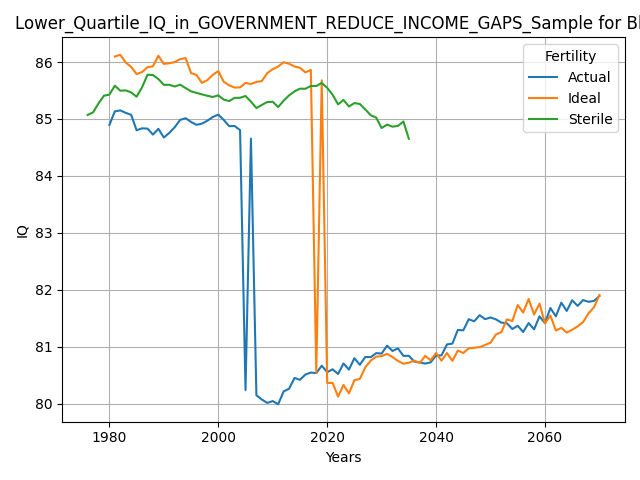 Lower_Quartile_IQ_in_GOVERNMENT_REDUCE_INCOME_GAPS_Sample for Bl
Fertility
Actual
Ideal
Sterile
86
85
84
83
82
81
80
IQ
1980
2000
2020
2040
2060
Years